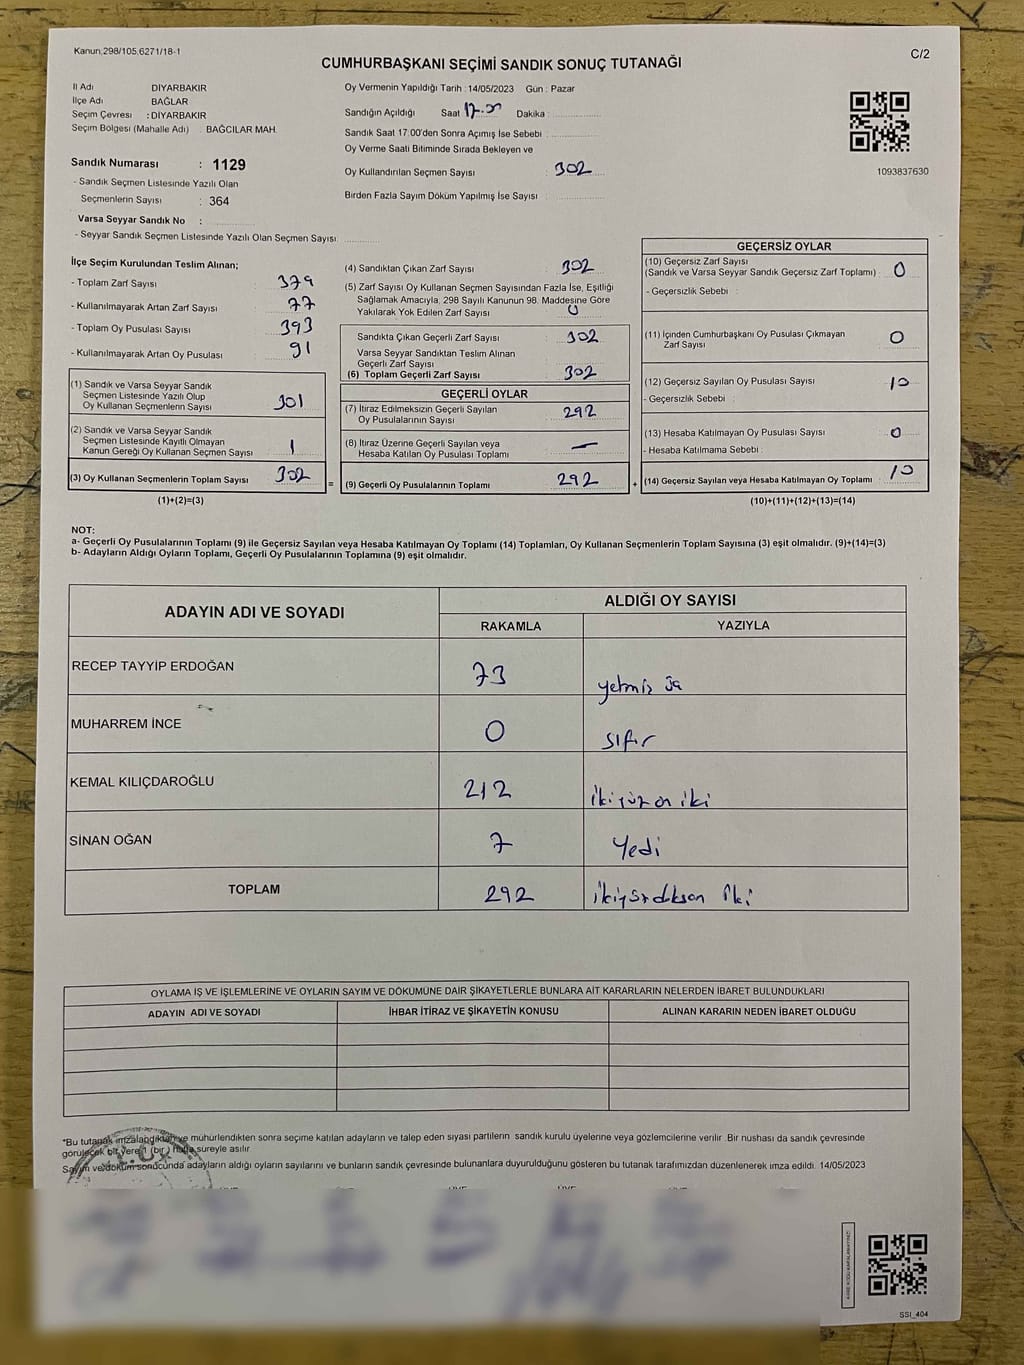 Kanun;298/105,6271/18-1
C/2
CUMHURBAŞKANI SEÇİMİ SANDIK SONUÇ TUTANAĞI
İl Adı DİYARBAKIR
İlçe Adı BAĞLAR
Seçim Çevresi : DİYARBAKIR
Seçim Bölgesi (Mahalle Adı) : BAĞCILAR MAH.
Sandık Numarası : 1129
- Sandık Seçmen Listesinde Yazılı Olan
Seçmenlerin Sayısı : 364
Varsa Seyyar Sandık No :
- Seyyar Sandık Seçmen Listesinde Yazılı Olan Seçmen Sayısı
Oy Vermenin Yapıldığı Tarih : 14/05/2023 Gün : Pazar
Sandığın Açıldığı Saat 17.00 Dakika :
Sandık Saat 17:00'den Sonra Açımış İse Sebebi :
Oy Verme Saati Bitiminde Sırada Bekleyen ve
Oy Kullandırılan Seçmen Sayısı : 302
Birden Fazla Sayım Döküm Yapılmış İse Sayısı :
1093837630
İlçe Seçim Kurulundan Teslim Alınan;
- Toplam Zarf Sayısı : 379
- Kullanılmayarak Artan Zarf Sayısı : 77
- Toplam Oy Pusulası Sayısı : 393
- Kullanılmayarak Artan Oy Pusulası : 91
(1) Sandık ve Varsa Seyyar Sandık
Seçmen Listesinde Yazılı Olup
Oy Kullanan Seçmenlerin Sayısı 301
(2) Sandık ve Varsa Seyyar Sandık
Seçmen Listesinde Kayıtlı Olmayan
Kanun Gereği Oy Kullanan Seçmen Sayısı 1
(3) Oy Kullanan Seçmenlerin Toplam Sayısı 302
(1)+(2)=(3)
=
(4) Sandıktan Çıkan Zarf Sayısı : 302
(5) Zarf Sayısı Oy Kullanan Seçmen Sayısından Fazla İse, Eşitliği
Sağlamak Amacıyla, 298 Sayılı Kanunun 98. Maddesine Göre
Yakılarak Yok Edilen Zarf Sayısı : 0
Sandıkta Çıkan Geçerli Zarf Sayısı : 302
Varsa Seyyar Sandıktan Teslim Alınan
Geçerli Zarf Sayısı
(6) Toplam Geçerli Zarf Sayısı : 302
GEÇERLİ OYLAR
(7) İtiraz Edilmeksizin Geçerli Sayılan
Oy Pusulalarının Sayısı : 292
(8) İtiraz Üzerine Geçerli Sayılan veya
Hesaba Katılan Oy Pusulaları Toplamı : —
(9) Geçerli Oy Pusulalarının Toplamı : 292
+
GEÇERSİZ OYLAR
(10) Geçersiz Zarf Sayısı
(Sandık ve Varsa Seyyar Sandık Geçersiz Zarf Toplamı) : 0
- Geçersizlik Sebebi :
(11) İçinden Cumhurbaşkanı Oy Pusulası Çıkmayan
Zarf Sayısı : 0
(12) Geçersiz Sayılan Oy Pusulası Sayısı : 10
- Geçersizlik Sebebi :
(13) Hesaba Katılmayan Oy Pusulası Sayısı : 0
- Hesaba Katılmama Sebebi :
(14) Geçersiz Sayılan veya Hesaba Katılmayan Oy Toplamı : 10
(10)+(11)+(12)+(13)=(14)
NOT:
a- Geçerli Oy Pusulalarının Toplamı (9) ile Geçersiz Sayılan veya Hesaba Katılmayan Oy Toplamı (14) Toplamları, Oy Kullanan Seçmenlerin Toplam Sayısına (3) eşit olmalıdır. (9)+(14)=(3)
b- Adayların Aldığı Oyların Toplamı, Geçerli Oy Pusulalarının Toplamına (9) eşit olmalıdır.
ADAYIN ADI VE SOYADI ALDIĞI OY SAYISI
RAKAMLA YAZIYLA
RECEP TAYYİP ERDOĞAN 73 yetmiş üç
MUHARREM İNCE 0 sıfır
KEMAL KILIÇDAROĞLU 212 ikiyüz on iki
SİNAN OĞAN 7 Yedi
TOPLAM 292 ikiyüzdoksan iki
OYLAMA İŞ VE İŞLEMLERİNE VE OYLARIN SAYIM VE DÖKÜMÜNE DAİR ŞİKAYETLERLE BUNLARA AİT KARARLARIN NELERDEN İBARET BULUNDUKLARI
ADAYIN ADI VE SOYADI İHBAR İTİRAZ VE ŞİKAYETİN KONUSU ALINAN KARARIN NEDEN İBARET OLDUĞU
*Bu tutanak imzalandıktan ve mühürlendikten sonra seçime katılan adayların ve talep eden siyasi partilerin sandık kurulu üyelerine veya gözlemcilerine verilir. Bir nushası da sandık çevresinde
görülecek bir yere 1 (bir) hafta süreyle asılır
Sayım ve döküm sonucunda adayların aldığı oyların sayılarını ve bunların sandık çevresinde bulunanlara duyurulduğunu gösteren bu tutanak tarafımızdan düzenlenerek imza edildi. 14/05/2023
SSİ_404